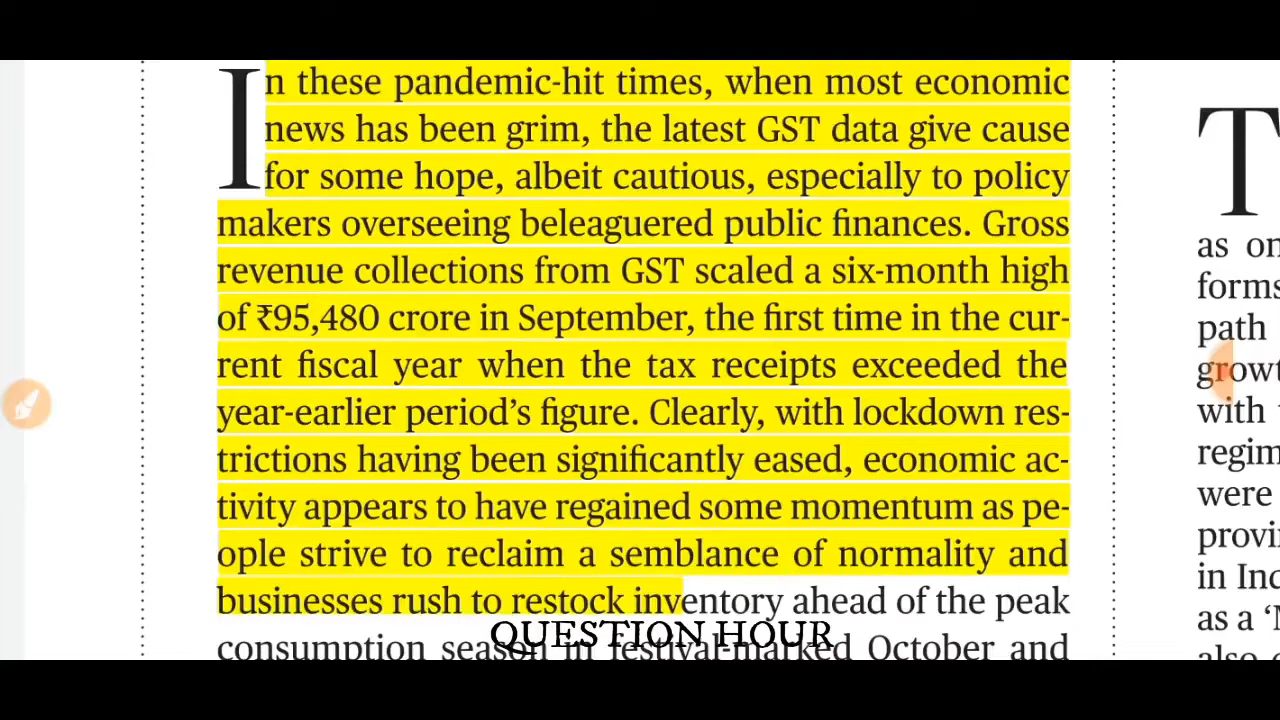 In these pandemic-hit times, when most economic
news has been grim, the latest GST data give cause
for some hope, albeit cautious, especially to policy
makers overseeing beleaguered public finances. Gross
revenue collections from GST scaled a six-month high
of ₹95,480 crore in September, the first time in the cur-
rent fiscal year when the tax receipts exceeded the
year-earlier period's figure. Clearly, with lockdown res-
trictions having been significantly eased, economic ac-
tivity appears to have regained some momentum as pe-
ople strive to reclaim a semblance of normality and
businesses rush to restock inventory ahead of the peak
consumption season in festival-marked October and
QUESTION HOUR
T
as on
forms
path
growt
with
regim
were
provi
in Inc
as a ‘
also